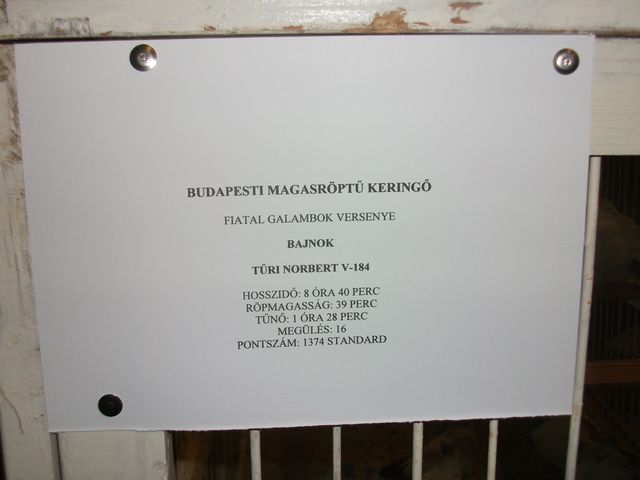 BUDAPESTI MAGASRÖPTŰ KERINGŐ
FIATAL GALAMBOK VERSENYE
BAJNOK
TŰRI NORBERT V-184
HOSSZIDŐ: 8 ÓRA 40 PERC
RÖPMAGASSÁG: 39 PERC
TŰNŐ: 1 ÓRA 28 PERC
MEGÜLÉS: 16
PONTSZÁM: 1374 STANDARD